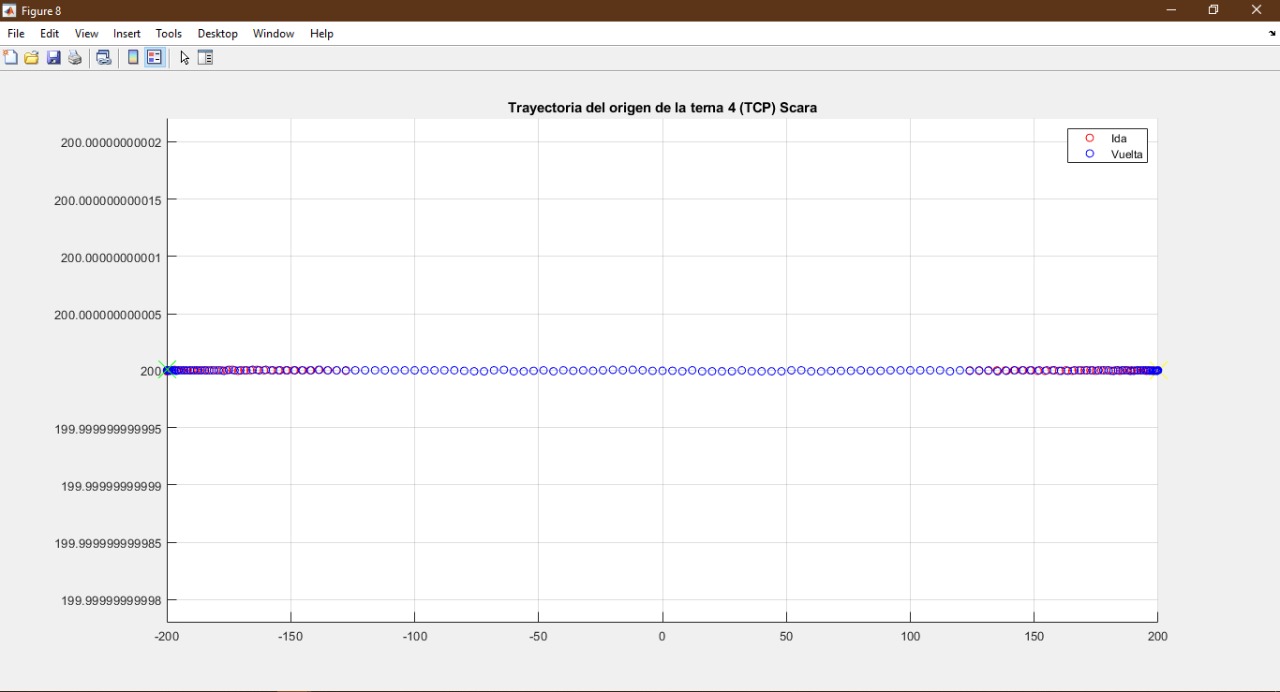 Figure 8
File Edit View Insert Tools Desktop Window Help
Trayectoria del origen de la terna 4 (TCP) Scara
Ida
Vuelta
200.00000000002
200.000000000015
200.00000000001
200.000000000005
200
199.999999999995
199.99999999999
199.999999999985
199.99999999998
-200 -150 -100 -50 0 50 100 150 200